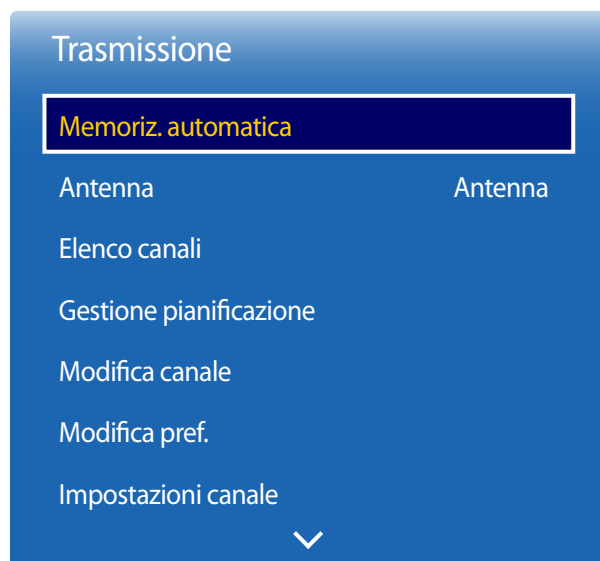 Trasmissione
Memoriz. automatica
Antenna Antenna
Elenco canali
Gestione pianificazione
Modifica canale
Modifica pref.
Impostazioni canale